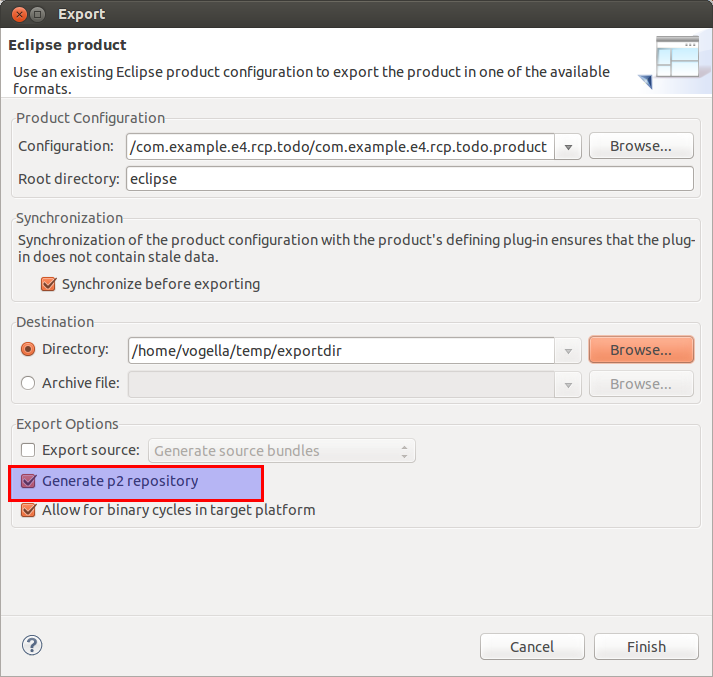 Export
Eclipse product
Use an existing Eclipse product configuration to export the product in one of the available
formats.
Product Configuration
Configuration: /com.example.e4.rcp.todo/com.example.e4.rcp.todo.product Browse...
Root directory: eclipse
Synchronization
Synchronization of the product configuration with the product's defining plug-in ensures that the plug-
in does not contain stale data.
Synchronize before exporting
Destination
Directory: /home/vogella/temp/exportdir Browse...
Archive file: Browse...
Export Options
Export source: Generate source bundles
Generate p2 repository
Allow for binary cycles in target platform
? Cancel Finish